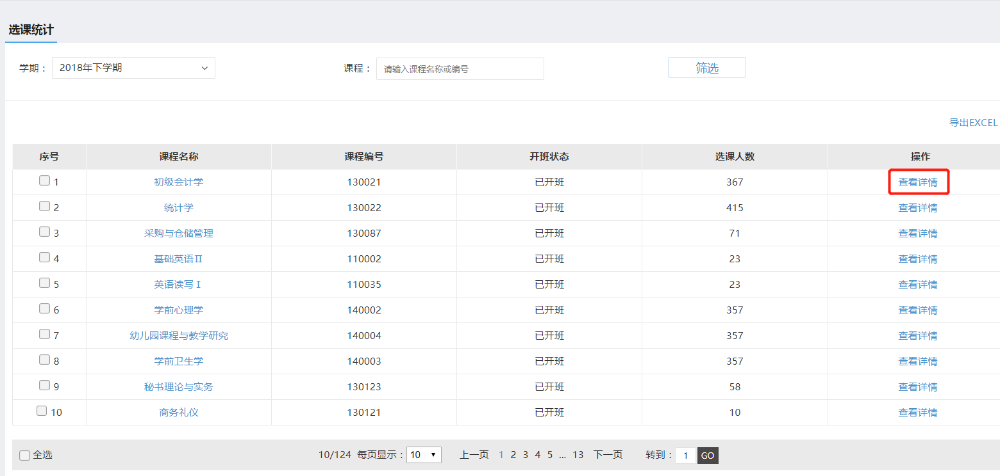 选课统计
学期： 2018年下学期 课程： 请输入课程名称或编号 筛选
导出EXCEL
序号 课程名称 课程编号 开班状态 选课人数 操作
1 初级会计学 130021 已开班 367 查看详情
2 统计学 130022 已开班 415 查看详情
3 采购与仓储管理 130087 已开班 71 查看详情
4 基础英语Ⅱ 110002 已开班 23 查看详情
5 英语读写Ⅰ 110035 已开班 23 查看详情
6 学前心理学 140002 已开班 357 查看详情
7 幼儿园课程与教学研究 140004 已开班 357 查看详情
8 学前卫生学 140003 已开班 357 查看详情
9 秘书理论与实务 130123 已开班 58 查看详情
10 商务礼仪 130121 已开班 10 查看详情
全选 10/124 每页显示： 10 上一页 1 2 3 4 5 ... 13 下一页 转到： 1 GO